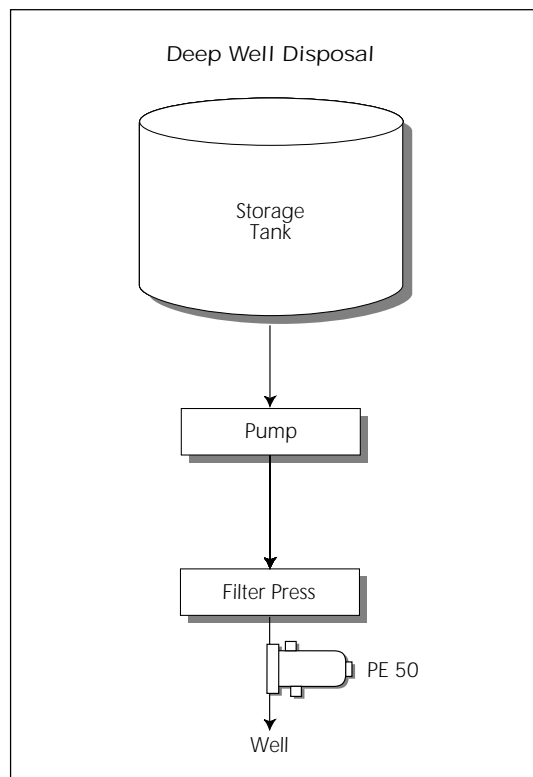 Deep Well Disposal
Storage
Tank
Pump
Filter Press
PE 50
Well